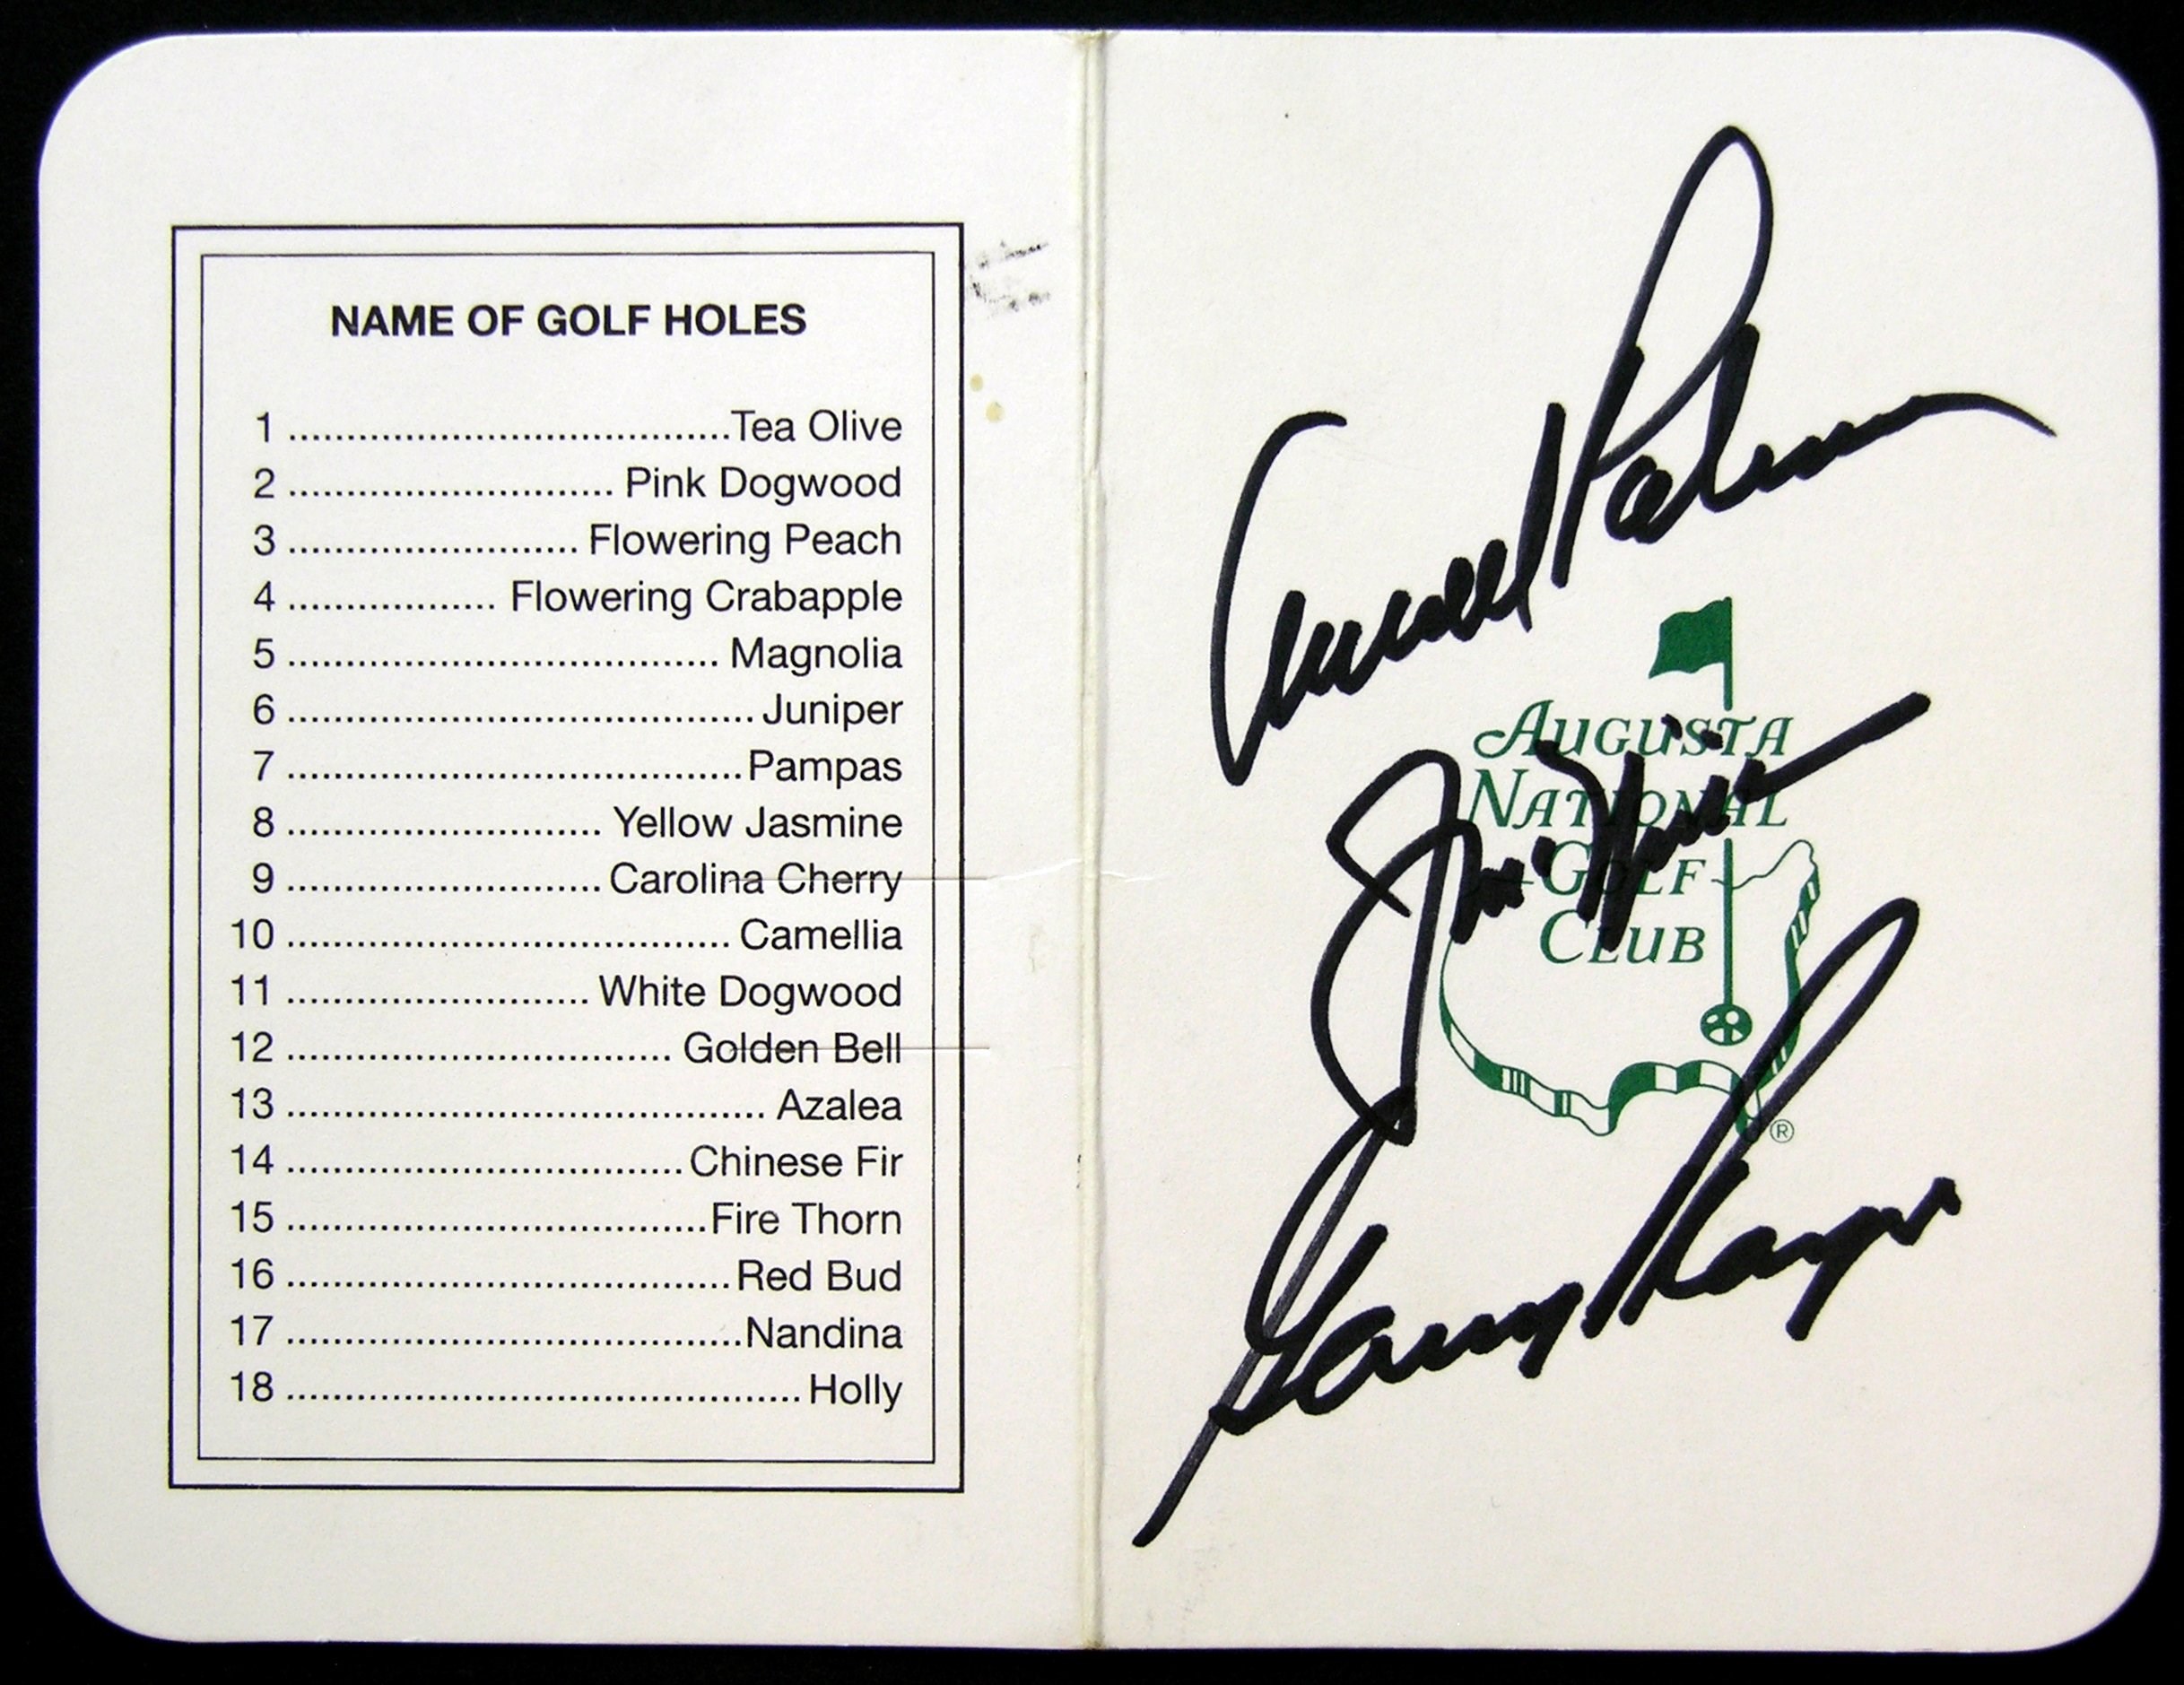 NAME OF GOLF HOLES
1 ..................................... Tea Olive
2 ........................... Pink Dogwood
3 ........................ Flowering Peach
4 ................. Flowering Crabapple
5 .................................... Magnolia
6 ....................................... Juniper
7 ...................................... Pampas
8 .......................... Yellow Jasmine
9 .......................... Carolina Cherry
10 ..................................... Camellia
11 ......................... White Dogwood
12 ................................ Golden Bell
13 ........................................ Azalea
14 ................................. Chinese Fir
15 ................................... Fire Thorn
16 ..................................... Red Bud
17 ...................................... Nandina
18 ........................................... Holly
Arnold Palmer
AUGUSTA
NATIONAL
GOLF
CLUB
®
Jack Nicklaus
Gary Player